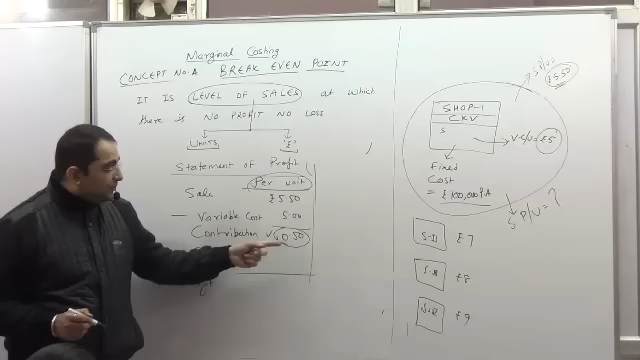 Marginal Costing
CONCEPT NO.4 BREAK EVEN POINT
IT IS LEVEL OF SALES at which
there is NO PROFIT NO LOSS
UNITS "₤"
Statement of Profit
Per unit
Sale £5.50
— Variable Cost 5.00
Contribution 0.50
S.P/U=
£5.50
SHOP-1
CKV
S
V.C/U= £5
Fixed
Cost
= £100,000 P.A
S P/U = ?
S-II £7
S-III £8
£9